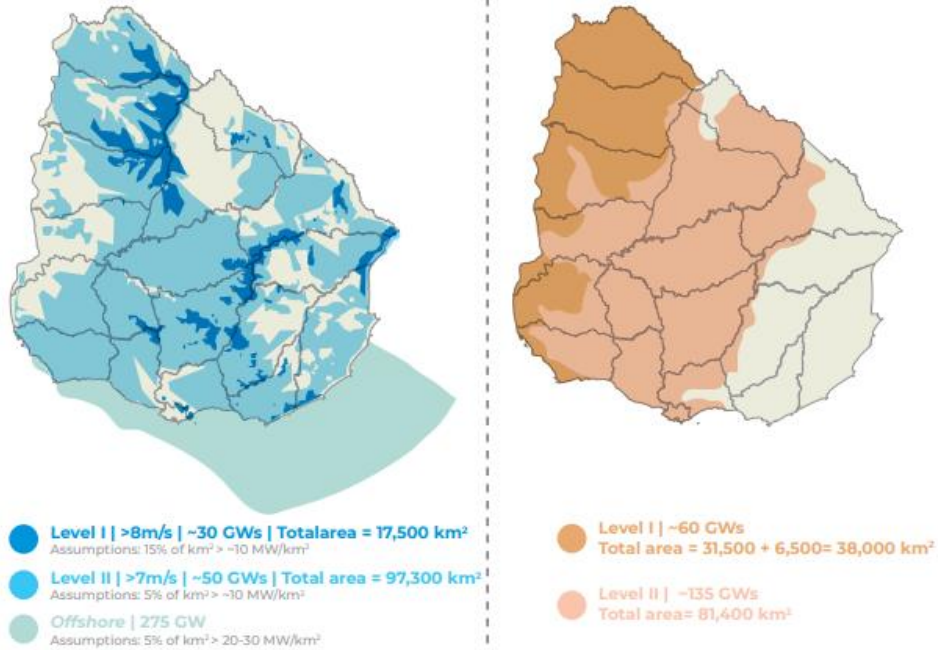 Level I | >8m/s | ~30 GWs | Totalarea = 17,500 km²
Assumptions: 15% of km² > ~10 MW/km²
Level II | >7m/s | ~50 GWs | Total area = 97,300 km²
Assumptions: 5% of km² > ~10 MW/km²
Offshore | 275 GW
Assumptions: 5% of km² > 20-30 MW/km²
Level I | ~60 GWs
Total area = 31,500 + 6,500= 38,000 km²
Level II | ~135 GWs
Total area= 81,400 km²